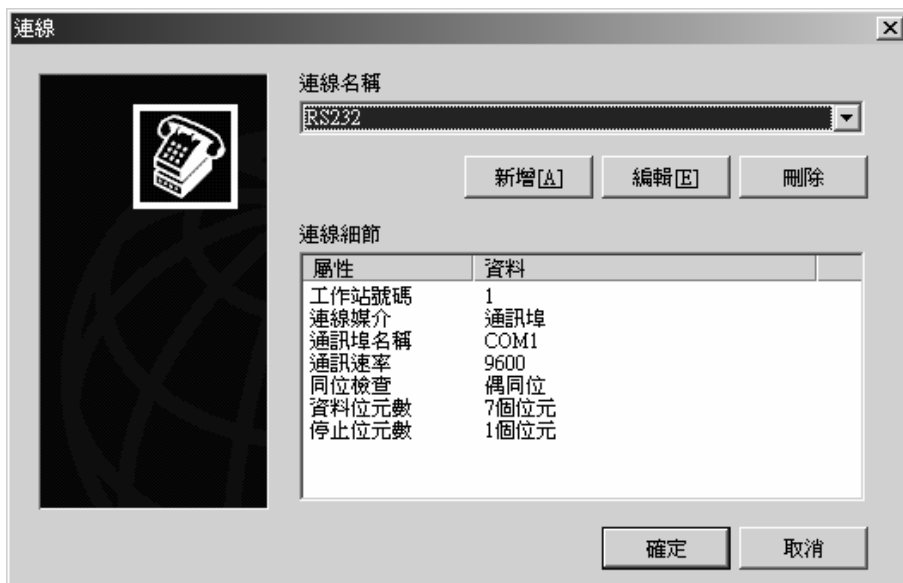 連線
連線名稱
RS232
新增[A] 編輯[E] 刪除
連線細節
屬性 資料
工作站號碼 1
連線媒介 通訊埠
通訊埠名稱 COM1
通訊速率 9600
同位檢查 偶同位
資料位元數 7個位元
停止位元數 1個位元
確定 取消